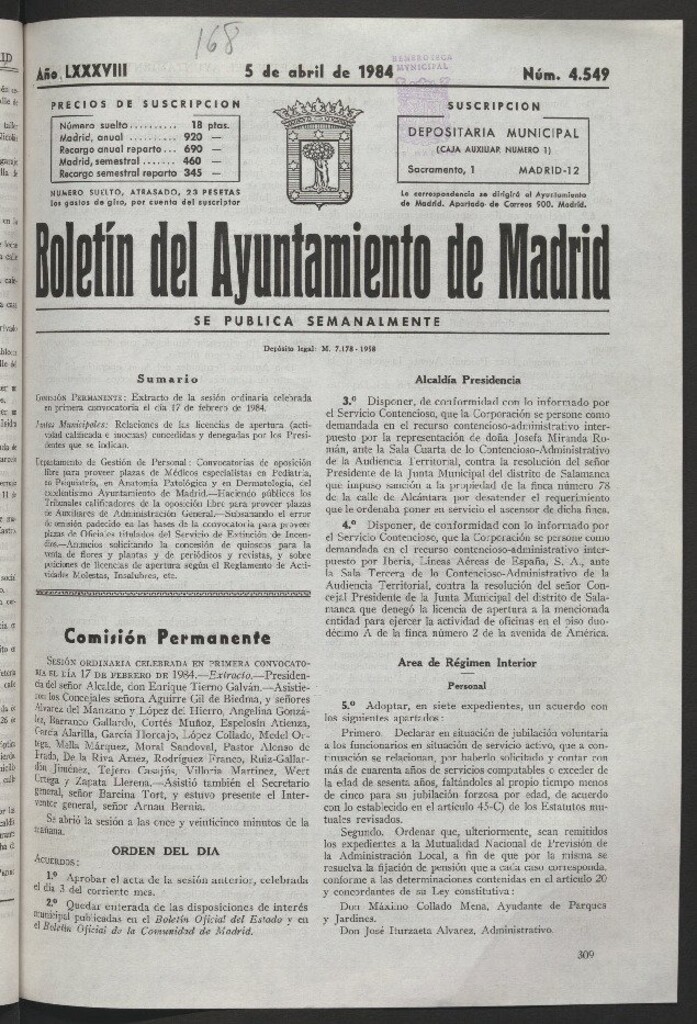 168
HEMEROTECA
MUNICIPAL
Año LXXXVIII 5 de abril de 1984 Núm. 4.549
PRECIOS DE SUSCRIPCION
Número suelto.......... 18 ptas.
Madrid, anual .......... 920 —
Recargo anual reparto... 690 —
Madrid, semestral ....... 460 —
Recargo semestral reparto 345 —
NUMERO SUELTO, ATRASADO, 23 PESETAS
los gastos de giro, por cuenta del suscriptor
SUSCRIPCION
DEPOSITARIA MUNICIPAL
(CAJA AUXILIAR NUMERO 1)
Sacramento, 1 MADRID-12
La correspondencia se dirigirá al Ayuntamiento
de Madrid. Apartado de Correos 900. Madrid.
Boletín del Ayuntamiento de Madrid
SE PUBLICA SEMANALMENTE
Depósito legal: M. 7.178-1958
Sumario
COMISIÓN PERMANENTE: Extracto de la sesión ordinaria celebrada
en primera convocatoria el día 17 de febrero de 1984.
Juntas Municipales: Relaciones de las licencias de apertura (acti-
vidad calificada e inocuas) concedidas y denegadas por los Presi-
dentes que se indican.
Departamento de Gestión de Personal: Convocatorias de oposición
libre para proveer plazas de Médicos especialistas en Pediatría,
en Psiquiatría, en Anatomía Patológica y en Dermatología, del
excelentísimo Ayuntamiento de Madrid.—Haciendo públicos los
Tribunales calificadores de la oposición libre para proveer plazas
de Auxiliares de Administración General.—Subsanando el error
de omisión padecido en las bases de la convocatoria para proveer
plazas de Oficiales titulados del Servicio de Extinción de Incen-
dios.—Anuncios solicitando la concesión de quioscos para la
venta de flores y plantas y de periódicos y revistas, y sobre
peticiones de licencias de apertura según el Reglamento de Acti-
vidades Molestas, Insalubres, etc.
Comisión Permanente
SESIÓN ORDINARIA CELEBRADA EN PRIMERA CONVOCATO-
RIA EL DÍA 17 DE FEBRERO DE 1984.—Extracto.—Presiden-
cia del señor Alcalde, don Enrique Tierno Galván.—Asistie-
ron los Concejales señora Aguirre Gil de Biedma, y señores
Alvarez del Manzano y López del Hierro, Angelina Gonzá-
lez, Barranco Gallardo, Cortés Muñoz, Espelosín Atienza,
García Alarilla, García Horcajo, López Collado, Medel Or-
tega, Mella Márquez, Moral Sandoval, Pastor Alonso de
Prada, De la Riva Amez, Rodríguez Franco, Ruiz-Gallar-
dón Jiménez, Tejero Casajús, Villoria Martínez, Wert
Ortega y Zapata Llerena.—Asistió también el Secretario
general, señor Barcina Tort, y estuvo presente el Inter-
ventor general, señor Arnau Bernia.
Se abrió la sesión a las once y veinticinco minutos de la
mañana.
ORDEN DEL DIA
ACUERDOS:
1.º Aprobar el acta de la sesión anterior, celebrada
el día 3 del corriente mes.
2.º Quedar enterada de las disposiciones de interés
municipal publicadas en el Boletín Oficial del Estado y en
el Boletín Oficial de la Comunidad de Madrid.
Alcaldía Presidencia
3.º Disponer, de conformidad con lo informado por
el Servicio Contencioso, que la Corporación se persone como
demandada en el recurso contencioso-administrativo inter-
puesto por la representación de doña Josefa Miranda Ro-
mán, ante la Sala Cuarta de lo Contencioso-Administrativo
de la Audiencia Territorial, contra la resolución del señor
Presidente de la Junta Municipal del distrito de Salamanca
que impuso sanción a la propiedad de la finca número 78
de la calle de Alcántara por desatender el requerimiento
que le ordenaba poner en servicio el ascensor de dicha finca.
4.º Disponer, de conformidad con lo informado por
el Servicio Contencioso, que la Corporación se persone como
demandada en el recurso contencioso-administrativo inter-
puesto por Iberia, Líneas Aéreas de España, S. A., ante
la Sala Tercera de lo Contencioso-Administrativo de la
Audiencia Territorial, contra la resolución del señor Con-
cejal Presidente de la Junta Municipal del distrito de Sala-
manca que denegó la licencia de apertura a la mencionada
entidad para ejercer la actividad de oficinas en el piso duo-
décimo A de la finca número 2 de la avenida de América.
Area de Régimen Interior
Personal
5.º Adoptar, en siete expedientes, un acuerdo con
los siguientes apartados:
Primero. Declarar en situación de jubilación voluntaria
a los funcionarios en situación de servicio activo, que a con-
tinuación se relacionan, por haberlo solicitado y contar con
más de cuarenta años de servicios computables o exceder de
la edad de sesenta años, faltándoles al propio tiempo menos
de cinco para su jubilación forzosa por edad, de acuerdo
con lo establecido en el artículo 45-C) de los Estatutos mu-
tuales revisados.
Segundo. Ordenar que, ulteriormente, sean remitidos
los expedientes a la Mutualidad Nacional de Previsión de
la Administración Local, a fin de que por la misma se
resuelva la fijación de pensión que a cada caso corresponda,
conforme a las determinaciones contenidas en el artículo 20
y concordantes de su Ley constitutiva:
Don Máximo Collado Mena, Ayudante de Parques
y Jardines.
Don José Iturzaeta Alvarez, Administrativo.
309